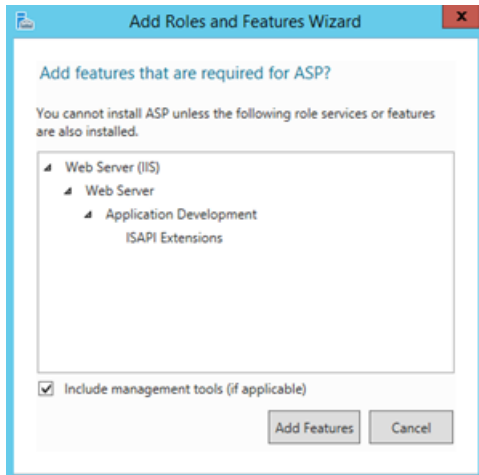 Add Roles and Features Wizard
x
Add features that are required for ASP?
You cannot install ASP unless the following role services or features
are also installed.
Web Server (IIS)
Web Server
Application Development
ISAPI Extensions
Include management tools (if applicable)
Add Features Cancel